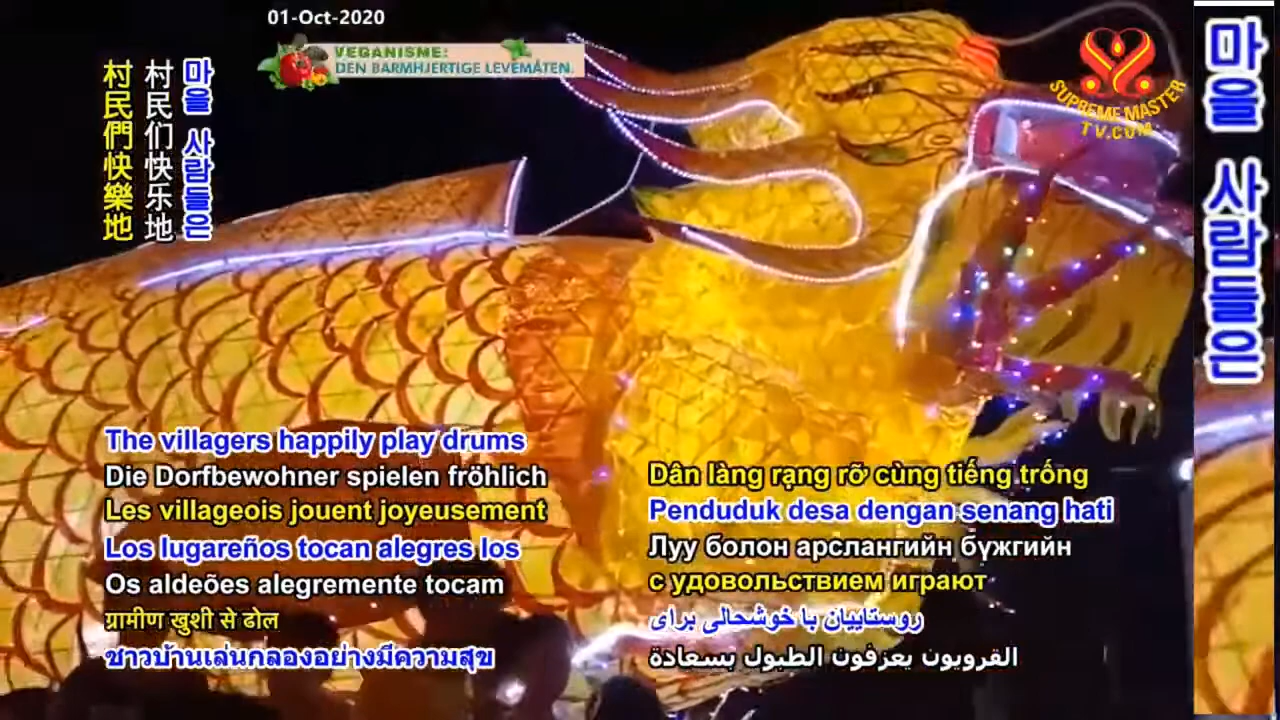 01-Oct-2020
VEGANISME:
DEN BARMHJERTIGE LEVEMÅTEN.
SUPREME MASTER
TV.COM
村民們快樂地
村民们快乐地
마을 사람들은
마을 사람들은
The villagers happily play drums
Die Dorfbewohner spielen fröhlich
Les villageois jouent joyeusement
Los lugareños tocan alegres los
Os aldeões alegremente tocam
ग्रामीण खुशी से ढोल
ชาวบ้านเล่นกลองอย่างมีความสุข
Dân làng rạng rỡ cùng tiếng trống
Penduduk desa dengan senang hati
Луу болон арслангийн бүжгийн
с удовольствием играют
روستاییان با خوشحالی برای
القرويون يعزفون الطبول بسعادة